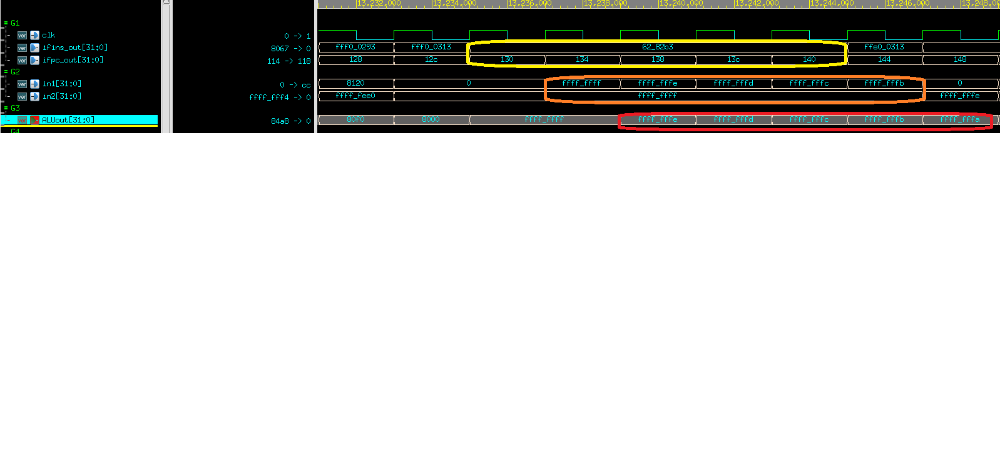 13,232,000 13,234,000 13,236,000 13,238,000 13,240,000 13,242,000 13,244,000 13,246,000 13,248,000
= G1
ver clk 0 -> 1
ver ifins_out[31:0] 8067 -> 0 fff0_0293 fff0_0313 62_82b3 ffe0_0313
ver ifpc_out[31:0] 114 -> 118 128 12c 130 134 138 13c 140 144 148
= G2
ver in1[31:0] 0 -> cc 8120 0 ffff_ffff ffff_fffe ffff_fffd ffff_fffc ffff_fffb 0
ver in2[31:0] ffff_fff4 -> 0 ffff_fee0 ffff_ffff ffff_fffe
= G3
ver ALUout[31:0] 84a8 -> 0 80f0 8000 ffff_ffff ffff_fffe ffff_fffd ffff_fffc ffff_fffb ffff_fffa
G4